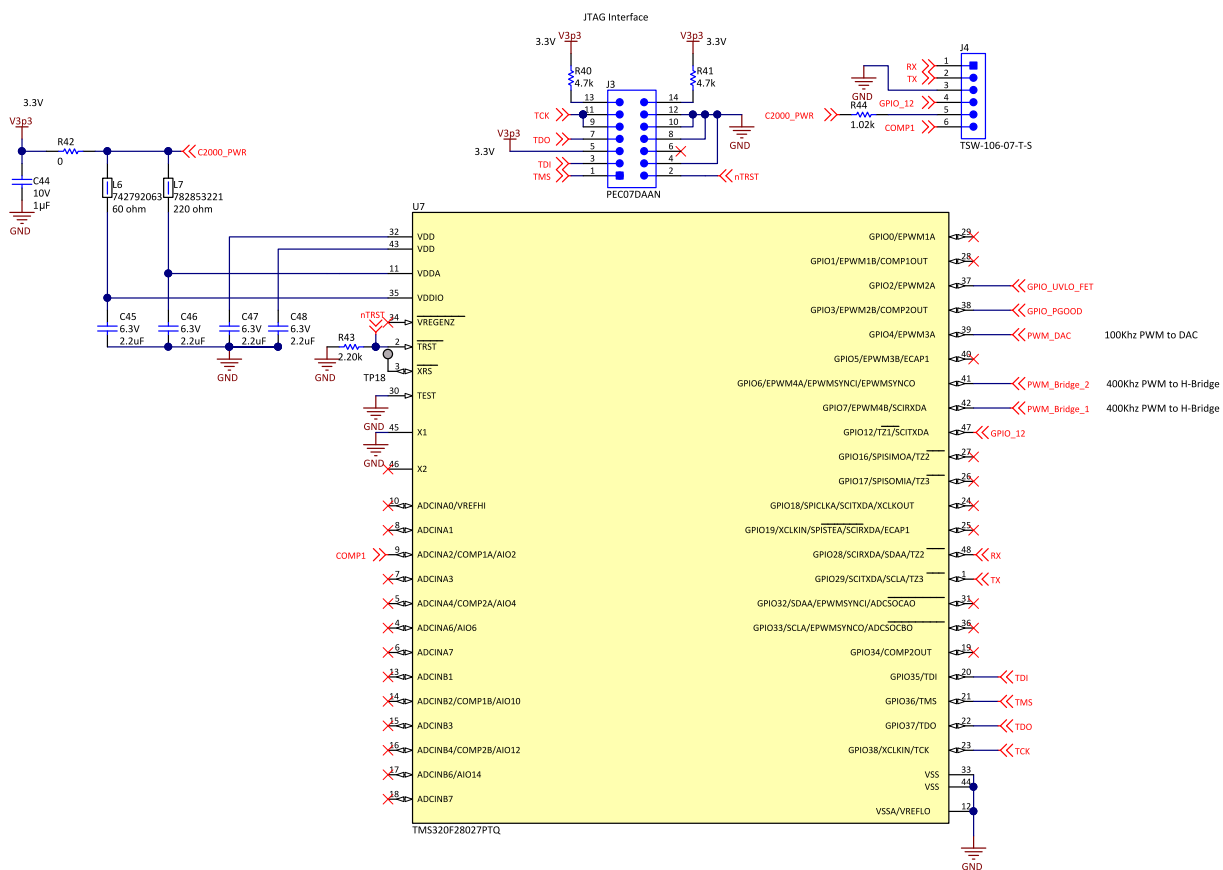 JTAG Interface
V3p3
3.3V
V3p3
3.3V
R40
4.7k
R41
4.7k
J3
13
14
TCK
11
12
9
10
TDO
7
8
V3p3
3.3V
5
6
TDI
3
4
TMS
1
2
nTRST
PEC07DAAN
GND
J4
RX
1
TX
2
GND
3
GPIO_12
4
C2000_PWR
R44
1.02k
5
COMP1
6
TSW-106-07-T-S
3.3V
V3p3
R42
0
C2000_PWR
C44
10V
1µF
GND
L6
742792063
60 ohm
L7
782853221
220 ohm
C45
6.3V
2.2uF
C46
6.3V
2.2uF
C47
6.3V
2.2uF
C48
6.3V
2.2uF
GND
nTRST
R43
2.20k
GND
TP18
GND
GND
COMP1
U7
32 VDD
43 VDD
11 VDDA
35 VDDIO
34 VREGENZ
2 TRST
3 XRS
30 TEST
45 X1
46 X2
10 ADCINA0/VREFHI
8 ADCINA1
9 ADCINA2/COMP1A/AIO2
7 ADCINA3
5 ADCINA4/COMP2A/AIO4
4 ADCINA6/AIO6
6 ADCINA7
13 ADCINB1
14 ADCINB2/COMP1B/AIO10
15 ADCINB3
16 ADCINB4/COMP2B/AIO12
17 ADCINB6/AIO14
18 ADCINB7
GPIO0/EPWM1A 29
GPIO1/EPWM1B/COMP1OUT 28
GPIO2/EPWM2A 37 GPIO_UVLO_FET
GPIO3/EPWM2B/COMP2OUT 38 GPIO_PGOOD
GPIO4/EPWM3A 39 PWM_DAC 100Khz PWM to DAC
GPIO5/EPWM3B/ECAP1 40
GPIO6/EPWM4A/EPWMSYNCI/EPWMSYNCO 41 PWM_Bridge_2 400Khz PWM to H-Bridge
GPIO7/EPWM4B/SCIRXDA 42 PWM_Bridge_1 400Khz PWM to H-Bridge
GPIO12/TZ1/SCITXDA 47 GPIO_12
GPIO16/SPISIMOA/TZ2 27
GPIO17/SPISOMIA/TZ3 26
GPIO18/SPICLKA/SCITXDA/XCLKOUT 24
GPIO19/XCLKIN/SPISTEA/SCIRXDA/ECAP1 25
GPIO28/SCIRXDA/SDAA/TZ2 48 RX
GPIO29/SCITXDA/SCLA/TZ3 1 TX
GPIO32/SDAA/EPWMSYNCI/ADCSOCAO 31
GPIO33/SCLA/EPWMSYNCO/ADCSOCBO 36
GPIO34/COMP2OUT 19
GPIO35/TDI 20 TDI
GPIO36/TMS 21 TMS
GPIO37/TDO 22 TDO
GPIO38/XCLKIN/TCK 23 TCK
VSS 33
VSS 44
VSSA/VREFLO 12
GND
TMS320F28027PTQ